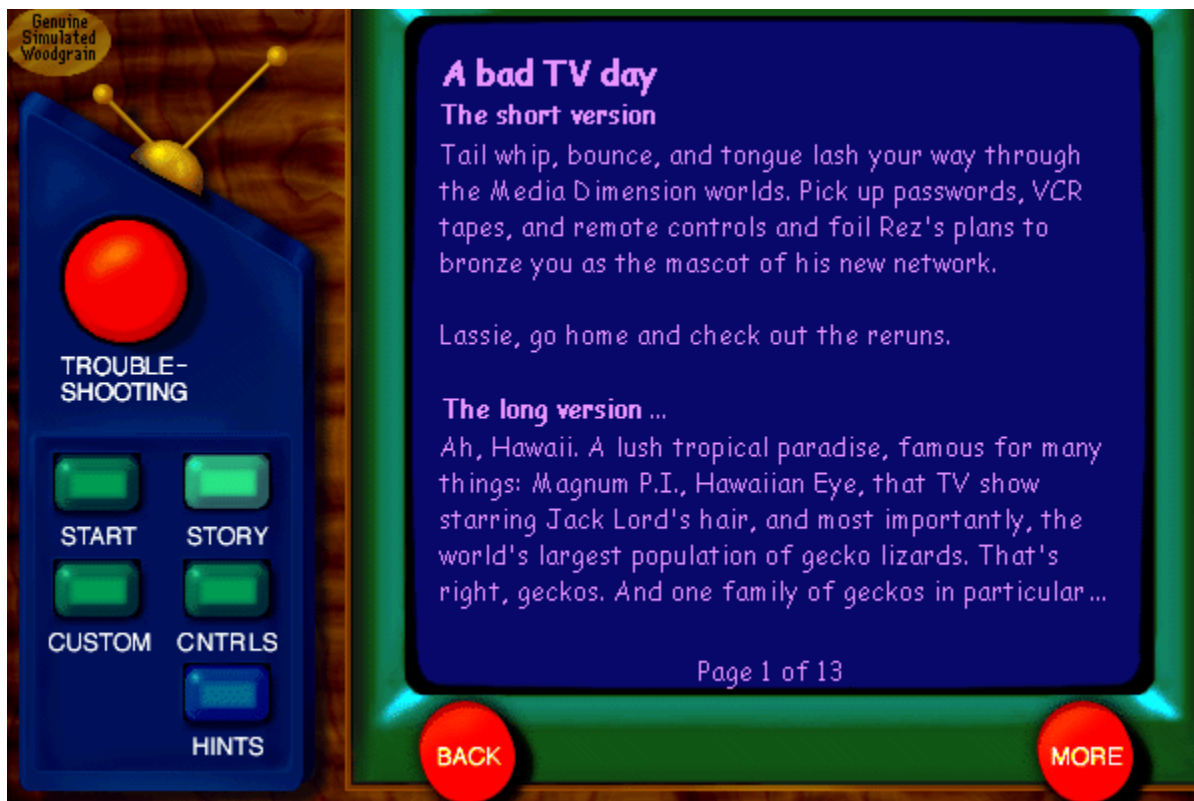 Genuine
Simulated
Woodgrain
TROUBLE-
SHOOTING
START
STORY
CUSTOM
CNTRLS
HINTS
A bad TV day
The short version
Tail whip, bounce, and tongue lash your way through
the Media Dimension worlds. Pick up passwords, VCR
tapes, and remote controls and foil Rez's plans to
bronze you as the mascot of his new network.
Lassie, go home and check out the reruns.
The long version ...
Ah, Hawaii. A lush tropical paradise, famous for many
things: Magnum P.I., Hawaiian Eye, that TV show
starring Jack Lord's hair, and most importantly, the
world's largest population of gecko lizards. That's
right, geckos. And one family of geckos in particular...
Page 1 of 13
BACK
MORE